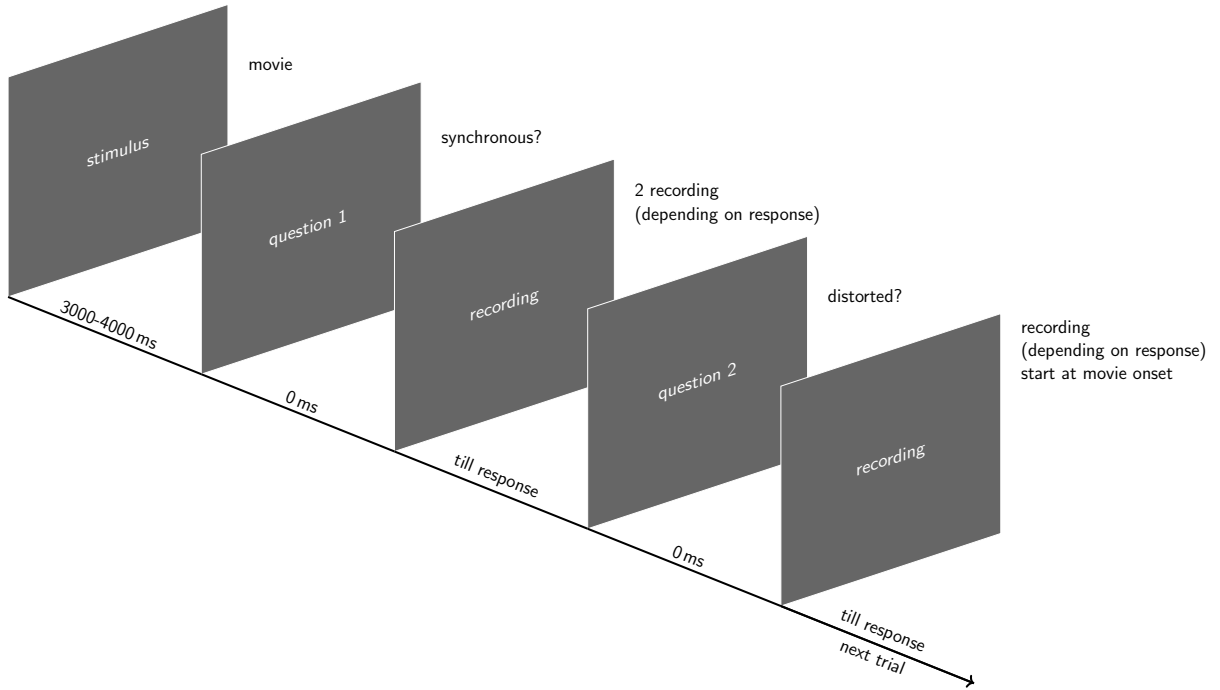 movie
stimulus
synchronous?
question 1
2 recording
(depending on response)
recording
distorted?
question 2
recording
(depending on response)
start at movie onset
recording
3000-4000 ms
0 ms
till response
0 ms
till response
next trial